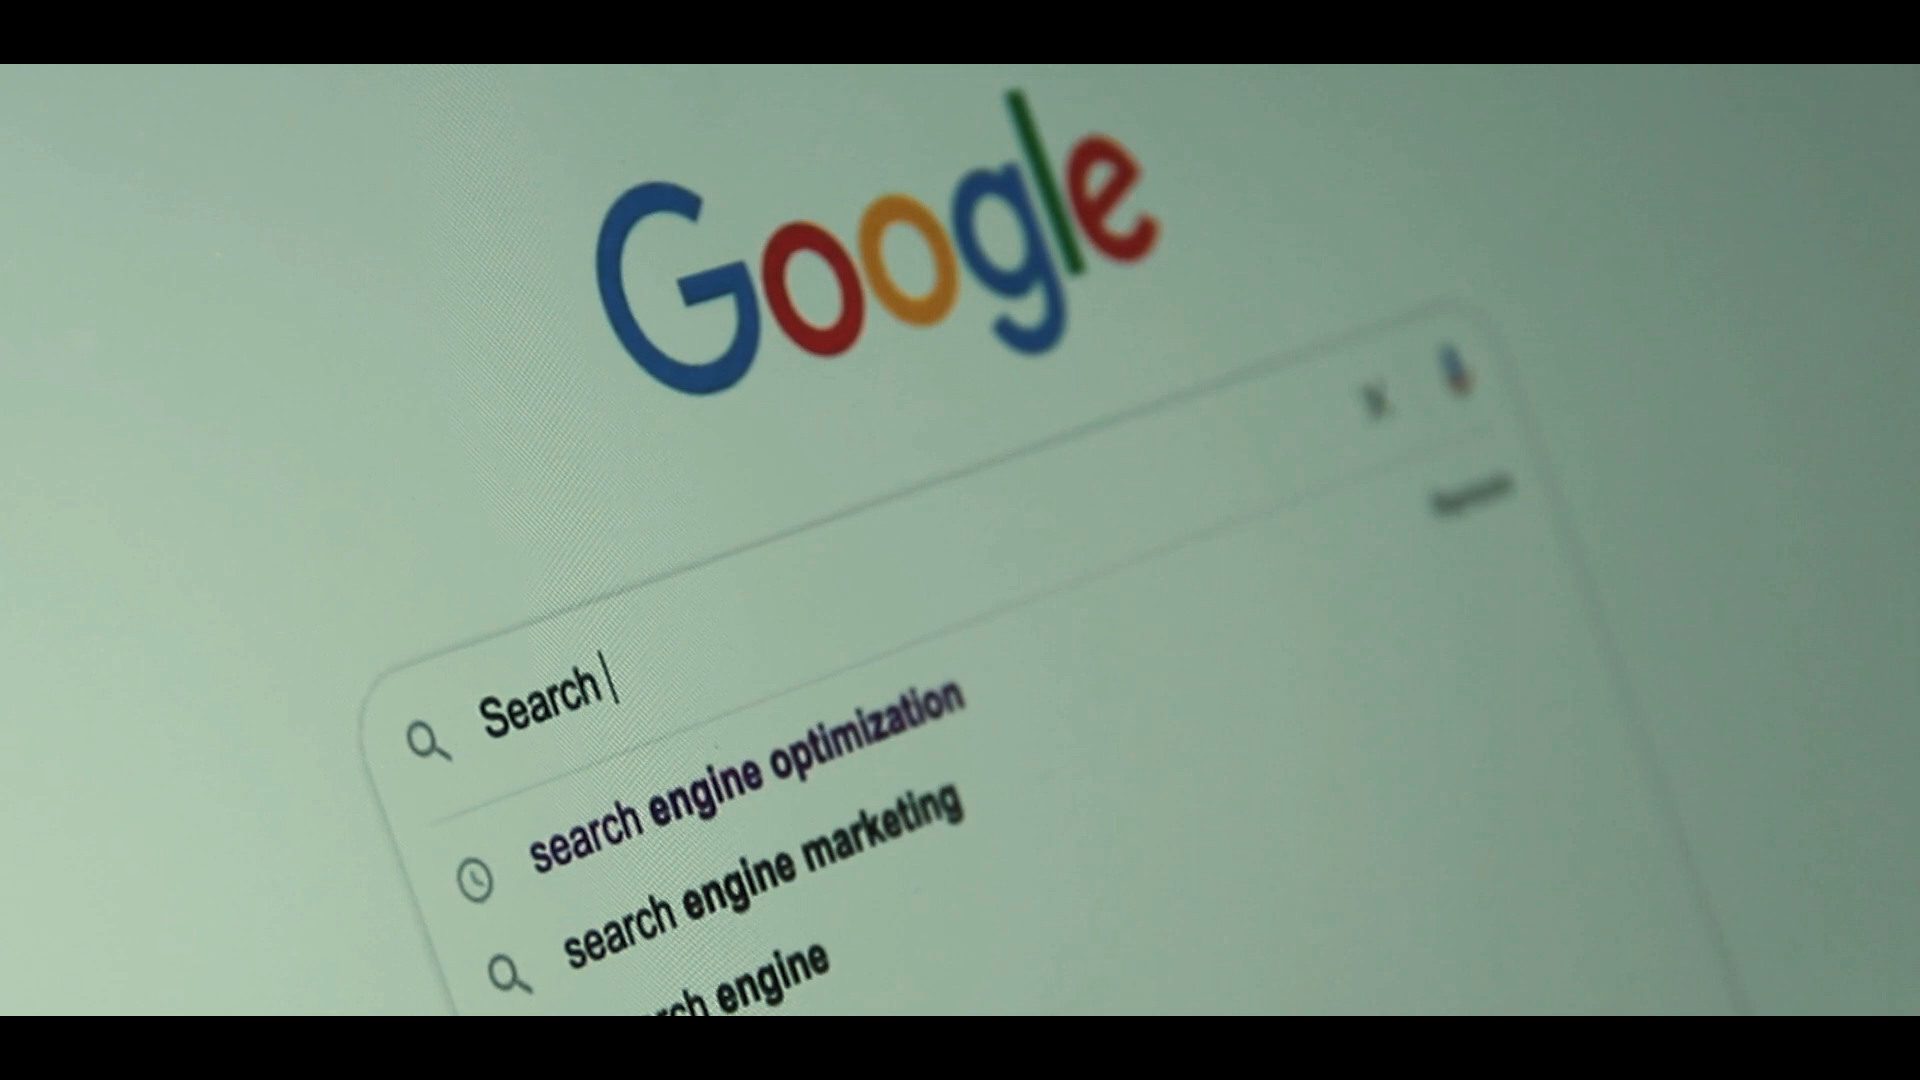 Google
Search
search engine optimization
search engine marketing
engine